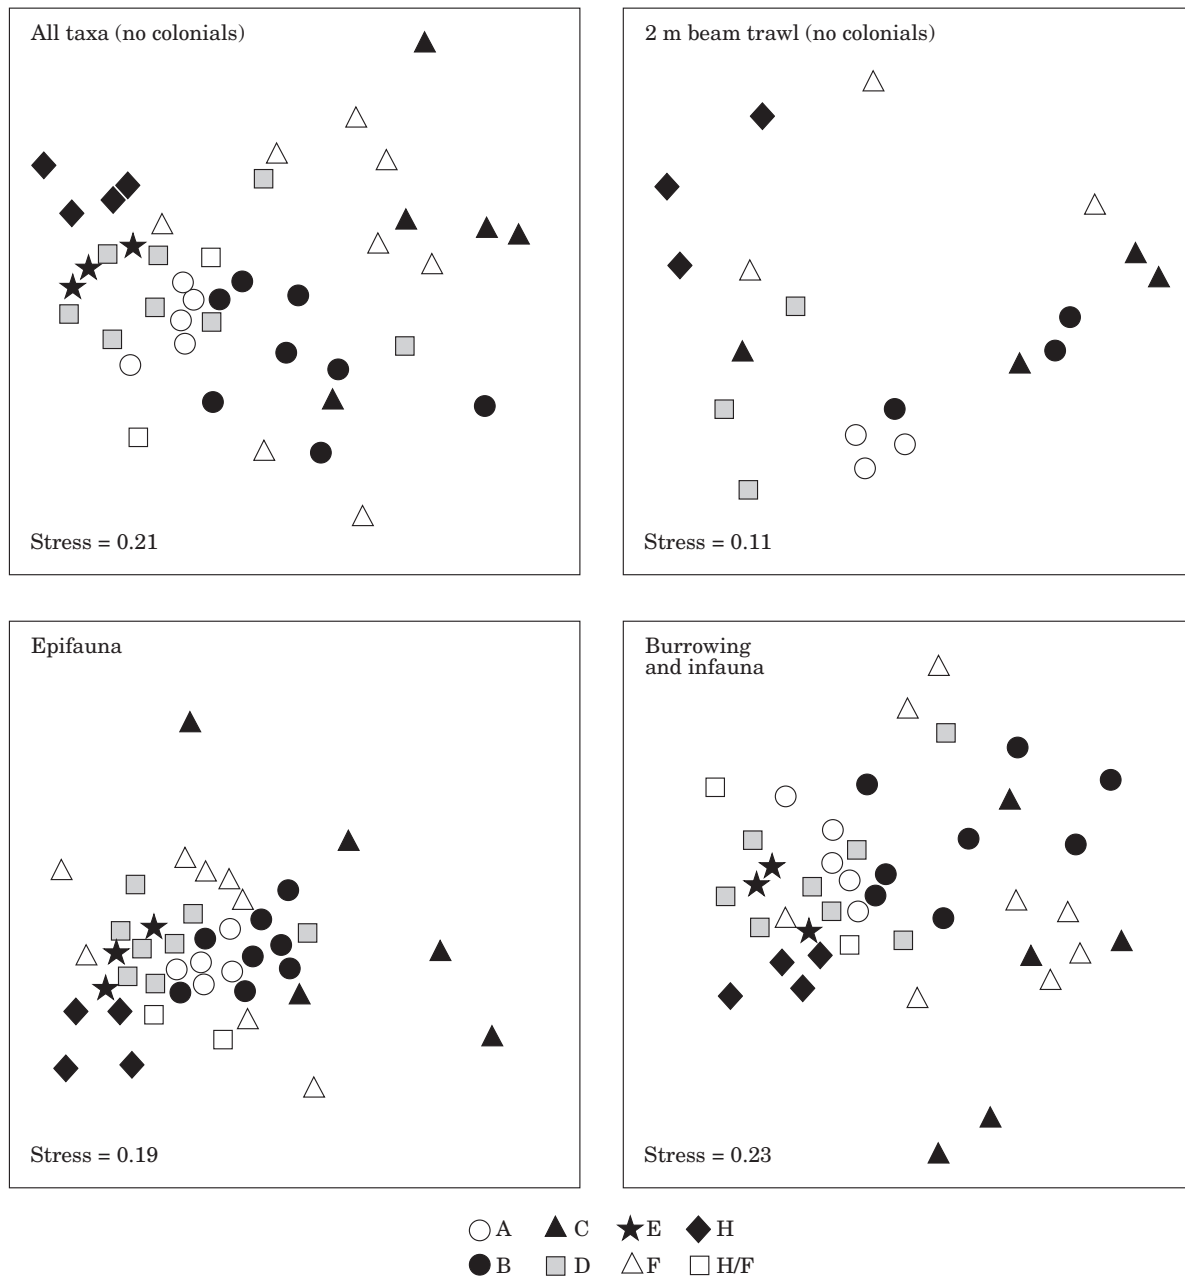 All taxa (no colonials)
Stress = 0.21
2 m beam trawl (no colonials)
Stress = 0.11
Epifauna
Stress = 0.19
Burrowing
and infauna
Stress = 0.23
A C E H
B D F H/F